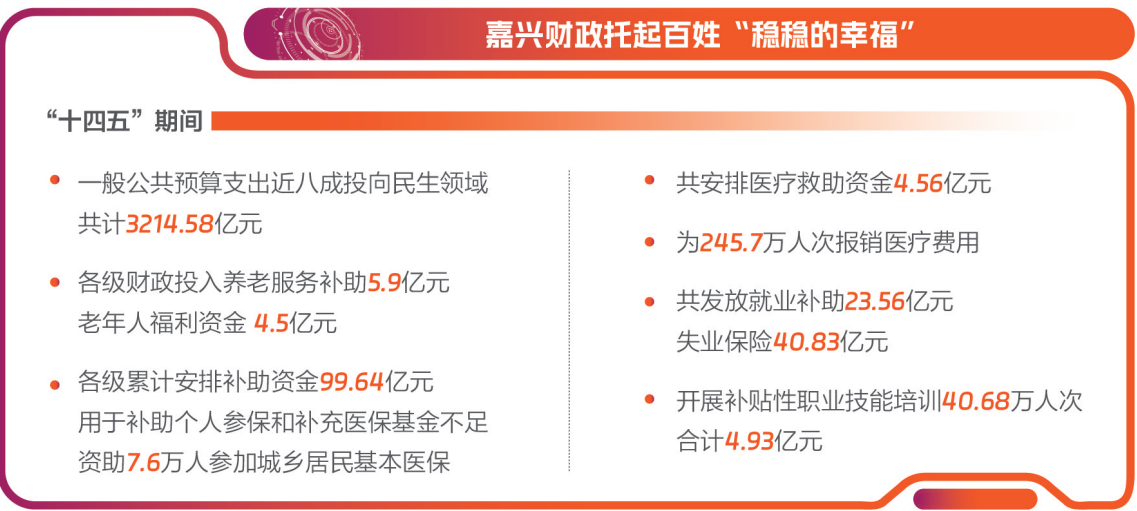 嘉兴财政托起百姓“稳稳的幸福”
“十四五”期间
一般公共预算支出近八成投向民生领域
共计3214.58亿元
各级财政投入养老服务补助5.9亿元
老年人福利资金 4.5亿元
各级累计安排补助资金99.64亿元
用于补助个人参保和补充医保基金不足
资助7.6万人参加城乡居民基本医保
共安排医疗救助资金4.56亿元
为245.7万人次报销医疗费用
共发放就业补助23.56亿元
失业保险40.83亿元
开展补贴性职业技能培训40.68万人次
合计4.93亿元